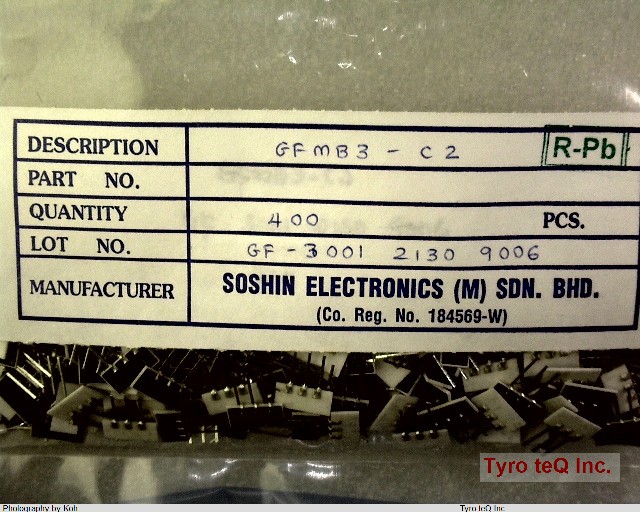 DESCRIPTION GFMB3 - C2 R-Pb
PART NO.
QUANTITY 400 PCS.
LOT NO. GF-3001 2130 9006
MANUFACTURER SOSHIN ELECTRONICS (M) SDN. BHD.
(Co. Reg. No. 184569-W)
Tyro teQ Inc.
Photography by Koh Tyro teQ Inc